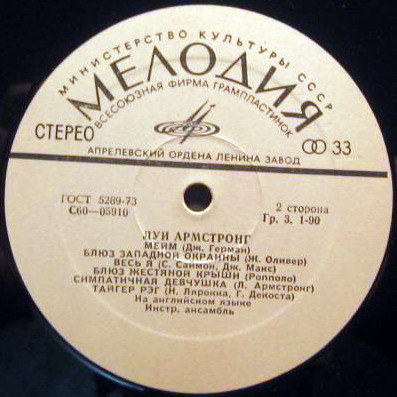 МИНИСТЕРСТВО КУЛЬТУРЫ СССР
МЕЛОДИЯ
ВСЕСОЮЗНАЯ ФИРМА ГРАМПЛАСТИНОК
СТЕРЕО
33
АПРЕЛЕВСКИЙ ОРДЕНА ЛЕНИНА ЗАВОД
ГОСТ 5289-73
С60—05910
2 сторона
Гр. 3. 1-90
ЛУИ АРМСТРОНГ
МЕЙМ (Дж. Герман)
БЛЮЗ ЗАПАДНОЙ ОКРАИНЫ (Ж. Оливер)
ВЕСЬ Я (С. Саймон, Дж. Макс)
БЛЮЗ ЖЕСТЯНОЙ КРЫШИ (Ропполо)
СИМПАТИЧНАЯ ДЕВЧУШКА (Л. Армстронг)
ТАЙГЕР РЭГ (Н. Лярокка, Г. Декоста)
На английском языке
Инстр. ансамбль